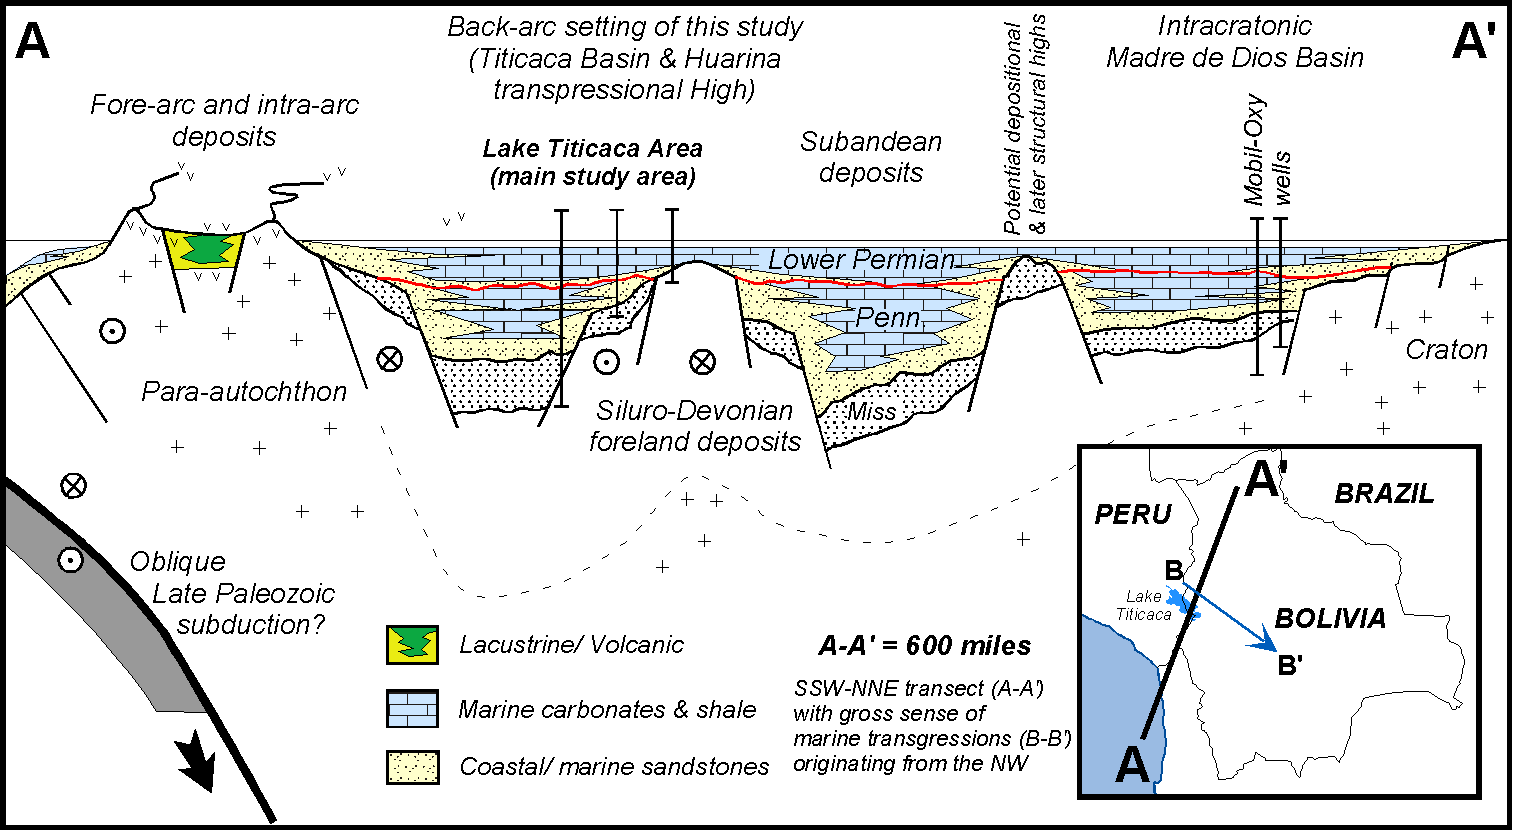 A
A'
Back-arc setting of this study
(Titicaca Basin & Huarina
transpressional High)
Intracratonic
Madre de Dios Basin
Potential depositional
& later structural highs
Fore-arc and intra-arc
deposits
Lake Titicaca Area
(main study area)
Subandean
deposits
Mobil-Oxy
wells
Lower Permian
Penn.
Miss
Craton
Para-autochthon
Siluro-Devonian
foreland deposits
Oblique
Late Paleozoic
subduction?
Lacustrine/ Volcanic
Marine carbonates & shale
Coastal/ marine sandstones
A-A' = 600 miles
SSW-NNE transect (A-A')
with gross sense of
marine transgressions (B-B')
originating from the NW
A'
BRAZIL
PERU
B
Lake
Titicaca
BOLIVIA
B'
A